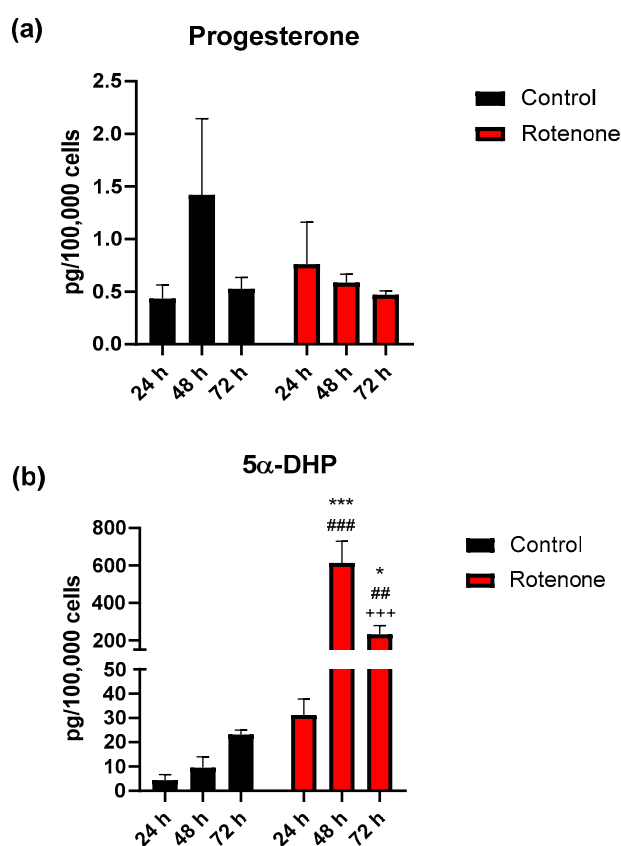 (a)
Progesterone
pg/100,000 cells
2.5
2.0
1.5
1.0
0.5
0.0
24 h
48 h
72 h
24 h
48 h
72 h
Control
Rotenone
(b)
5α-DHP
pg/100,000 cells
800
600
400
200
50
40
30
20
10
0
***
###
*
##
+++
24 h
48 h
72 h
24 h
48 h
72 h
Control
Rotenone